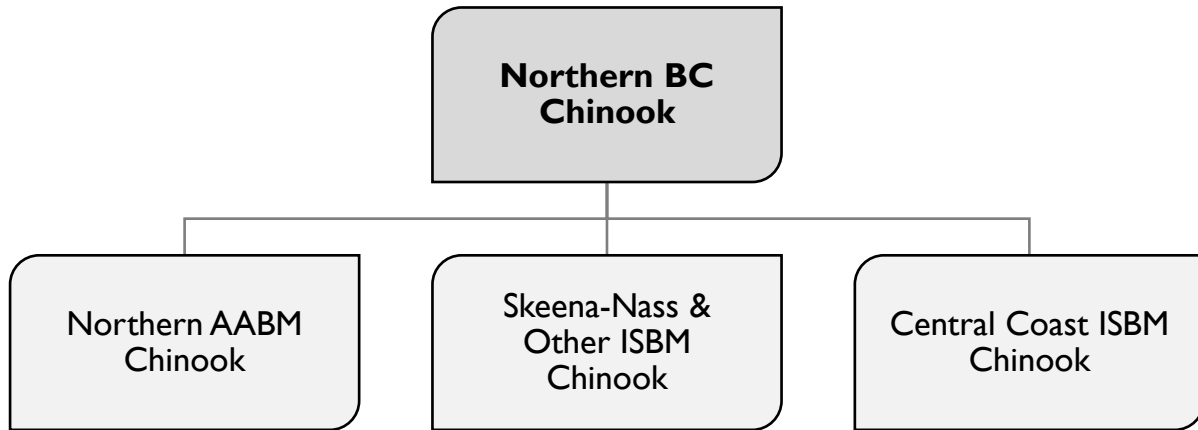 Northern BC
Chinook
Northern AABM
Chinook
Skeena-Nass &
Other ISBM
Chinook
Central Coast ISBM
Chinook